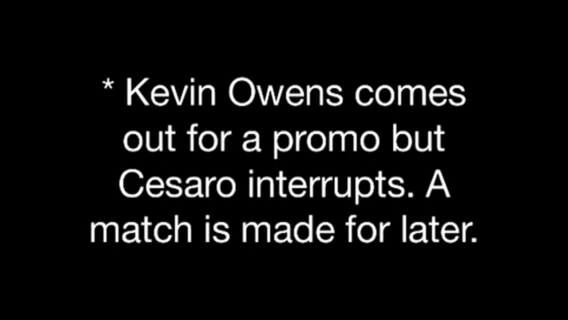 * Kevin Owens comes
out for a promo but
Cesaro interrupts. A
match is made for later.